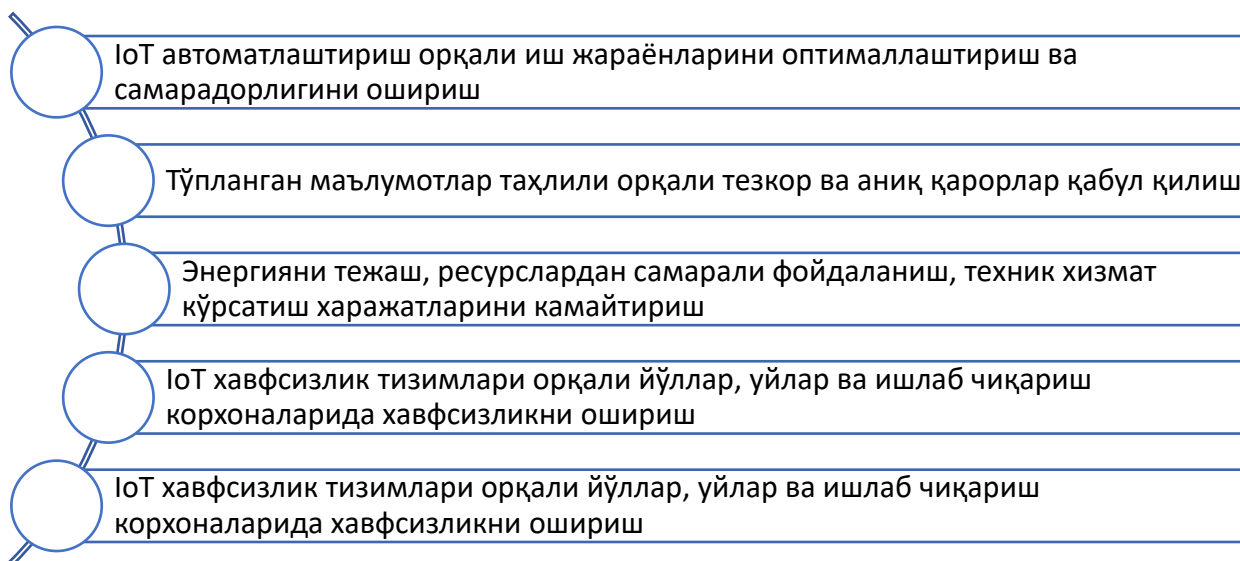 IoT автоматлаштириш орқали иш жараёнларини оптималлаштириш ва
самарадорлигини ошириш
Тўпланган маълумотлар таҳлили орқали тезкор ва аниқ қарорлар қабул қилиш
Энергияни тежаш, ресурслардан самарали фойдаланиш, техник хизмат
кўрсатиш харажатларини камайтириш
IoT хавфсизлик тизимлари орқали йўллар, уйлар ва ишлаб чиқариш
корхоналарида хавфсизликни ошириш
IoT хавфсизлик тизимлари орқали йўллар, уйлар ва ишлаб чиқариш
корхоналарида хавфсизликни ошириш